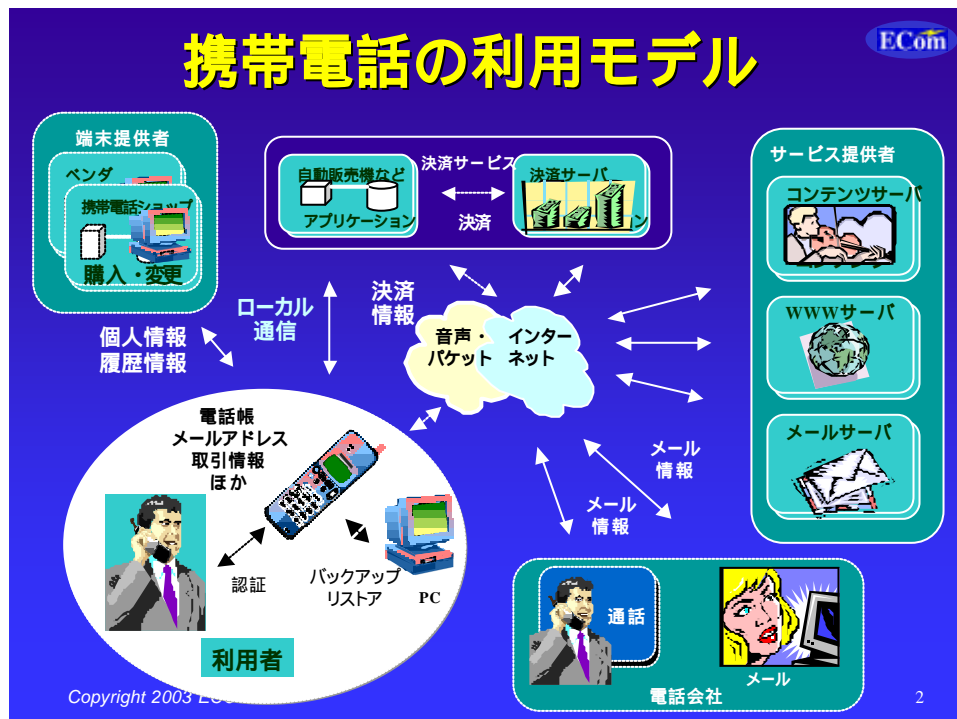 携帯電話の利用モデル
ECom
端末提供者
ベンダ
携帯電話ショップ
購入・変更
自動販売機など
アプリケーション
決済サービス
決済
決済サーバ
ン
サービス提供者
コンテンツサーバ
WWWサーバ
メールサーバ
個人情報
履歴情報
ローカル
通信
決済
情報
音声・
パケット
インター
ネット
電話帳
メールアドレス
取引情報
ほか
認証
バックアップ
リストア
PC
利用者
メール
情報
メール
情報
通話
メール
電話会社
Copyright 2003
2